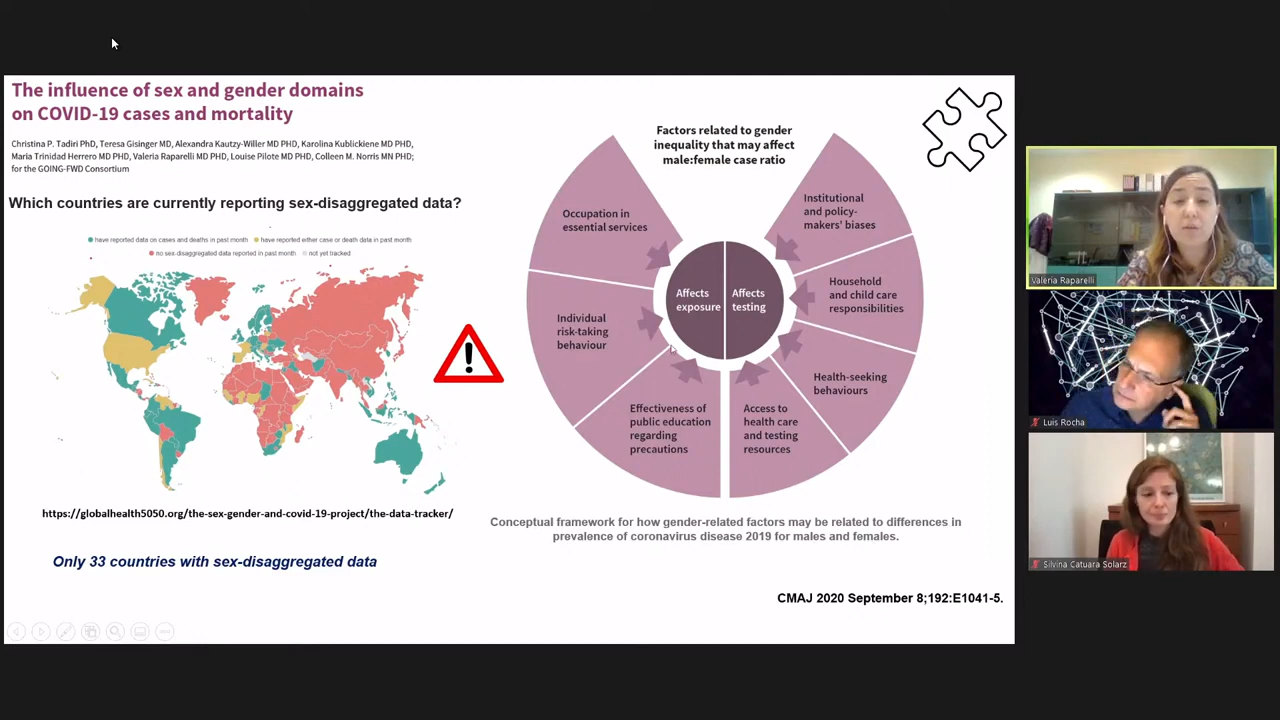 The influence of sex and gender domains
on COVID-19 cases and mortality
Christina P. Tadiri PhD, Teresa Gisinger MD, Alexandra Kautzy-Willer MD PhD, Karolina Kublickiene MD PHD,
Maria Trinidad Herrero MD PHD, Valeria Raparelli MD PHD, Louise Pilote MD PHD, Colleen M. Norris MN PHD;
for the GOING-FWD Consortium
Which countries are currently reporting sex-disaggregated data?
have reported data on cases and deaths in past month
have reported either case or death data in past month
no sex-disaggregated data reported in past month
not yet tracked
https://globalhealth5050.org/the-sex-gender-and-covid-19-project/the-data-tracker/
Only 33 countries with sex-disaggregated data
Factors related to gender
inequality that may affect
male:female case ratio
Occupation in
essential services
Individual
risk-taking
behaviour
Effectiveness of
public education
regarding
precautions
Affects
exposure
Affects
testing
Institutional
and policy-
makers' biases
Household
and child care
responsibilities
Health-seeking
behaviours
Access to
health care
and testing
resources
Conceptual framework for how gender-related factors may be related to differences in
prevalence of coronavirus disease 2019 for males and females.
CMAJ 2020 September 8;192:E1041-5.
Valeria Raparelli
Luis Rocha
Silvina Catuara Solarz